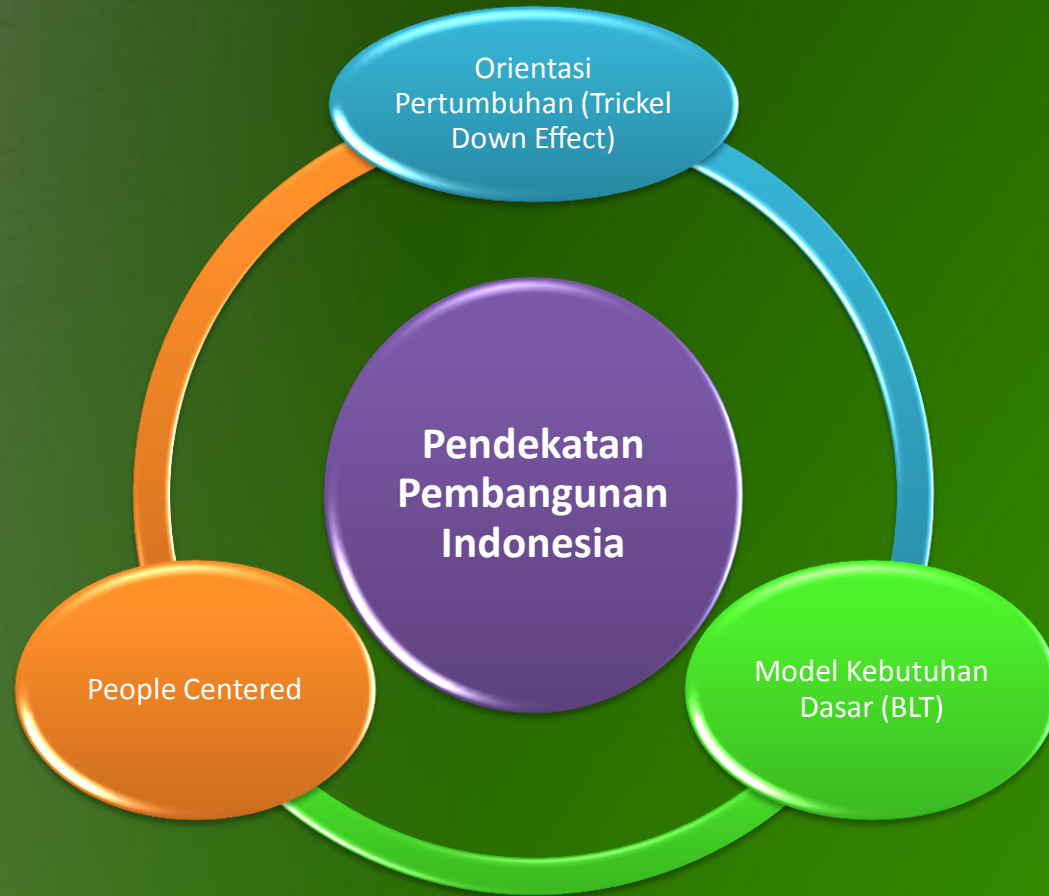 Orientasi
Pertumbuhan (Trickel
Down Effect)
Pendekatan
Pembangunan
Indonesia
People Centered
Model Kebutuhan
Dasar (BLT)